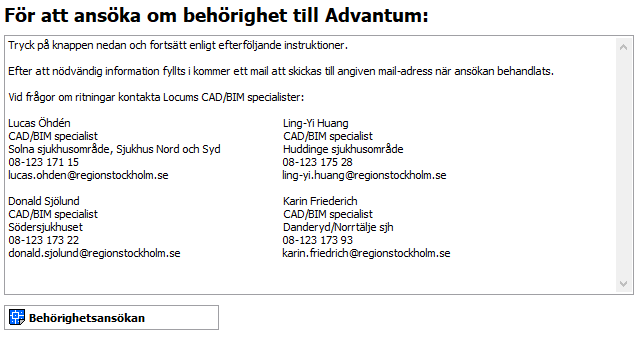 För att ansöka om behörighet till Advantum:
Tryck på knappen nedan och fortsätt enligt efterföljande instruktioner.
Efter att nödvändig information fyllts i kommer ett mail att skickas till angiven mail-adress när ansökan behandlats.
Vid frågor om ritningar kontakta Locums CAD/BIM specialister:
Lucas Öhdén
CAD/BIM specialist
Solna sjukhusområde, Sjukhus Nord och Syd
08-123 171 15
lucas.ohden@regionstockholm.se
Ling-Yi Huang
CAD/BIM specialist
Huddinge sjukhusområde
08-123 175 28
ling-yi.huang@regionstockholm.se
Donald Sjölund
CAD/BIM specialist
Södersjukhuset
08-123 173 22
donald.sjolund@regionstockholm.se
Karin Friederich
CAD/BIM specialist
Danderyd/Norrtälje sjh
08-123 173 93
karin.friedrich@regionstockholm.se
Behörighetsansökan